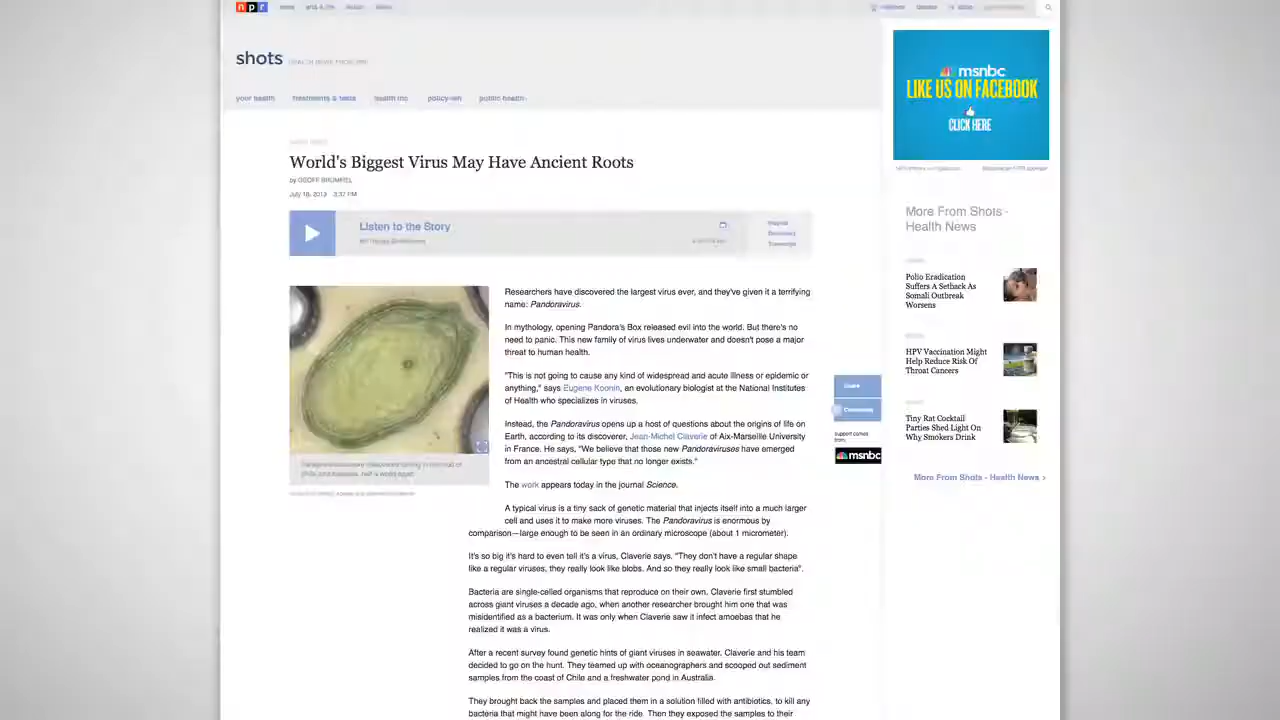 npr
shots
your health
treatments & tests
health inc
policy-ish
public health
msnbc
LIKE US ON FACEBOOK
CLICK HERE
World's Biggest Virus May Have Ancient Roots
by GEOFF BRUMFIEL
July 18, 2013 3:37 PM
Listen to the Story
Playlist
Download
Transcript
Researchers have discovered the largest virus ever, and they've given it a terrifying
name: Pandoravirus.
In mythology, opening Pandora's Box released evil into the world. But there's no
need to panic. This new family of virus lives underwater and doesn't pose a major
threat to human health.
"This is not going to cause any kind of widespread and acute illness or epidemic or
anything," says Eugene Koonin, an evolutionary biologist at the National Institutes
of Health who specializes in viruses.
Instead, the Pandoravirus opens up a host of questions about the origins of life on
Earth, according to its discoverer, Jean-Michel Claverie of Aix-Marseille University
in France. He says, "We believe that those new Pandoraviruses have emerged
from an ancestral cellular type that no longer exists."
The work appears today in the journal Science.
A typical virus is a tiny sack of genetic material that injects itself into a much larger
cell and uses it to make more viruses. The Pandoravirus is enormous by
comparison—large enough to be seen in an ordinary microscope (about 1 micrometer).
It's so big it's hard to even tell it's a virus, Claverie says. "They don't have a regular shape
like a regular viruses, they really look like blobs. And so they really look like small bacteria".
Bacteria are single-celled organisms that reproduce on their own. Claverie first stumbled
across giant viruses a decade ago, when another researcher brought him one that was
misidentified as a bacterium. It was only when Claverie saw it infect amoebas that he
realized it was a virus.
After a recent survey found genetic hints of giant viruses in seawater, Claverie and his team
decided to go on the hunt. They teamed up with oceanographers and scooped out sediment
samples from the coast of Chile and a freshwater pond in Australia.
They brought back the samples and placed them in a solution filled with antibiotics, to kill any
bacteria that might have been along for the ride. Then they exposed the samples to their
Share
Comments
support comes
from:
msnbc
More From Shots -
Health News
Polio Eradication
Suffers A Setback As
Somali Outbreak
Worsens
HPV Vaccination Might
Help Reduce Risk Of
Throat Cancers
Tiny Rat Cocktail
Parties Shed Light On
Why Smokers Drink
More From Shots - Health News >